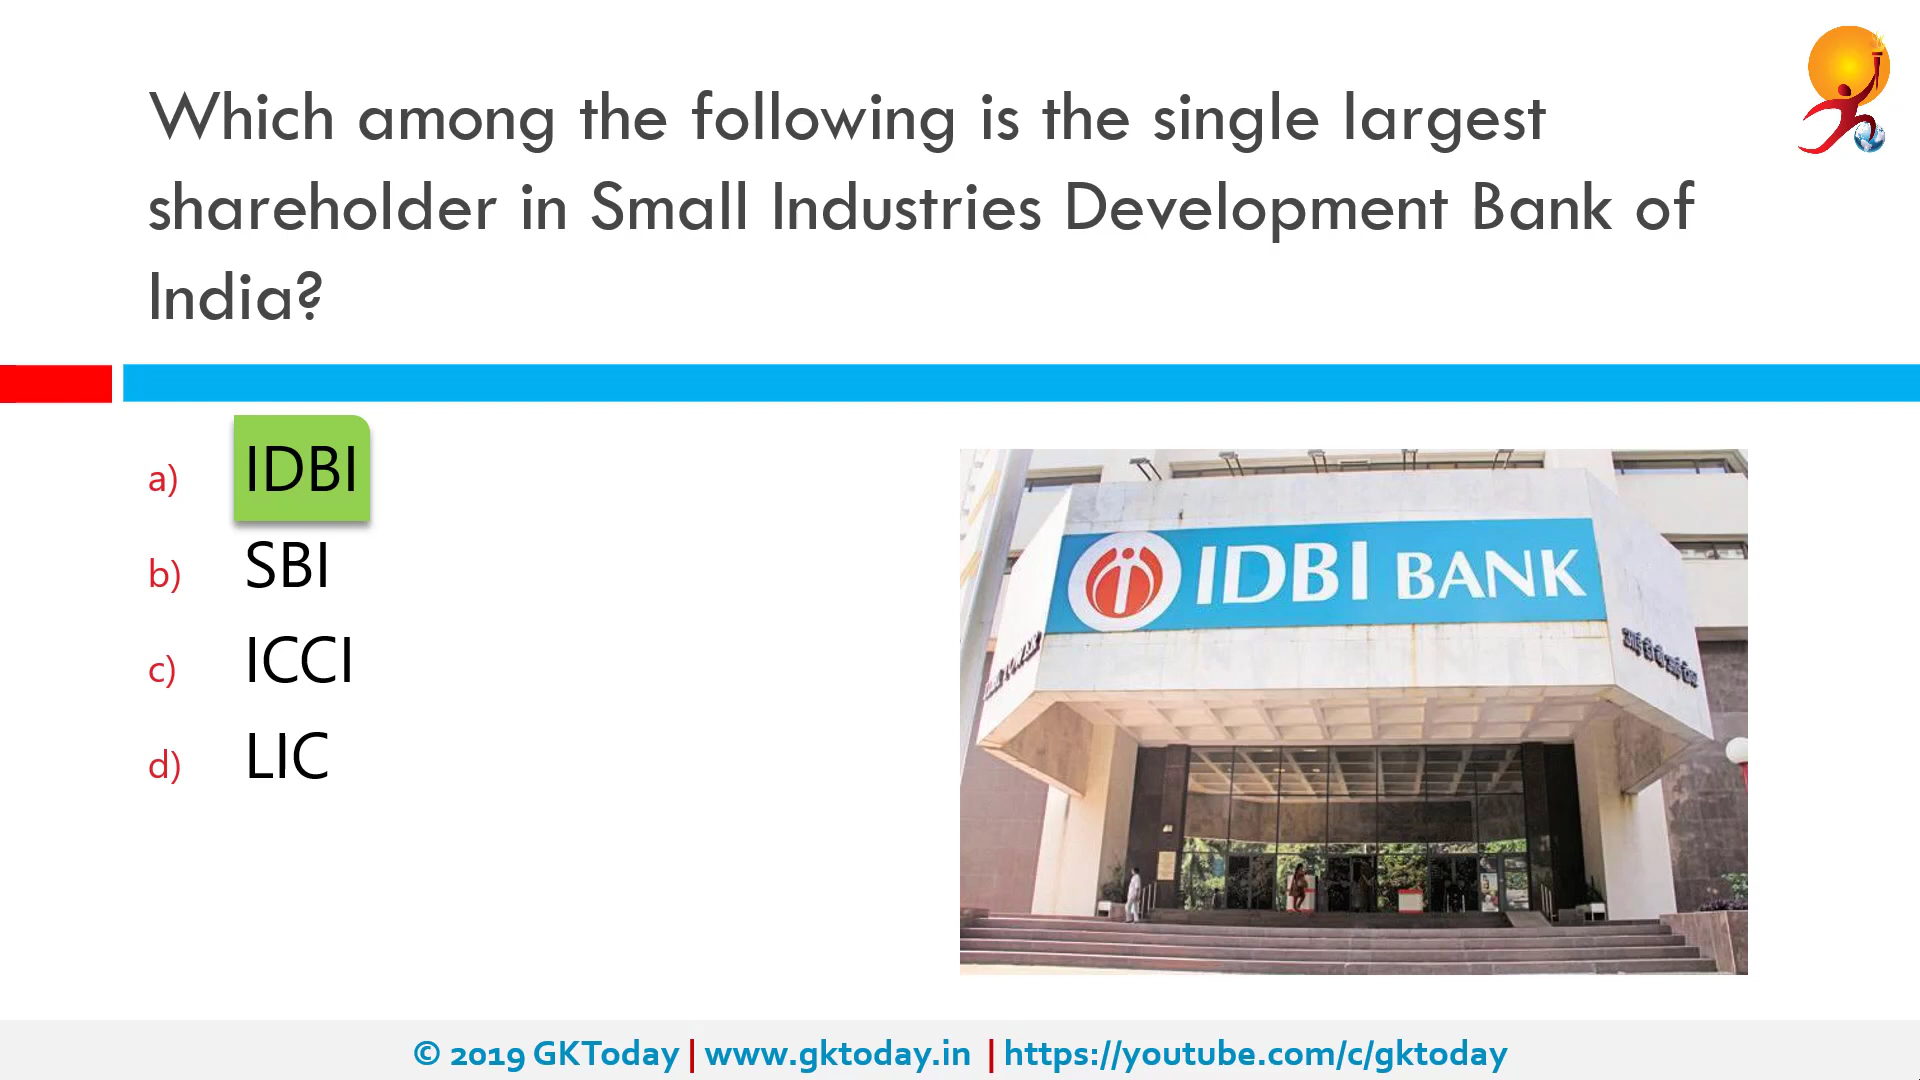 Which among the following is the single largest
shareholder in Small Industries Development Bank of
India?
a) IDBI
b) SBI
c) ICCI
d) LIC
IDBI BANK
© 2019 GKToday | www.gktoday.in | https://youtube.com/c/gktoday